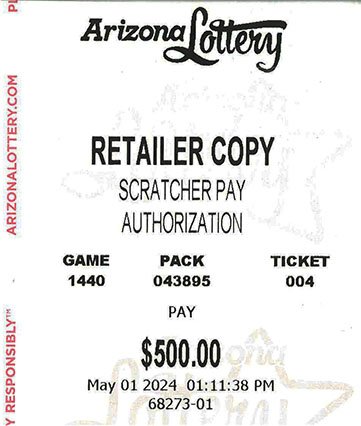 Arizona Lottery
RETAILER COPY
SCRATCHER PAY
AUTHORIZATION
GAME PACK TICKET
1440 043895 004
PAY
$500.00
May 01 2024 01:11:38 PM
68273-01
ARIZONALOTTERY.COM
Y RESPONSIBLY™